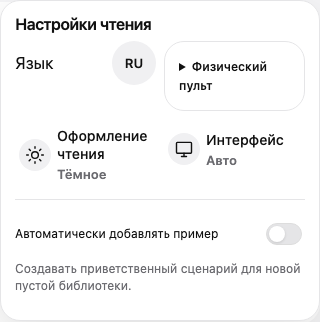 Настройки чтения
Язык
RU
▶ Физический
пульт
Оформление
чтения
Тёмное
Интерфейс
Авто
Автоматически добавлять пример
Создавать приветственный сценарий для новой
пустой библиотеки.